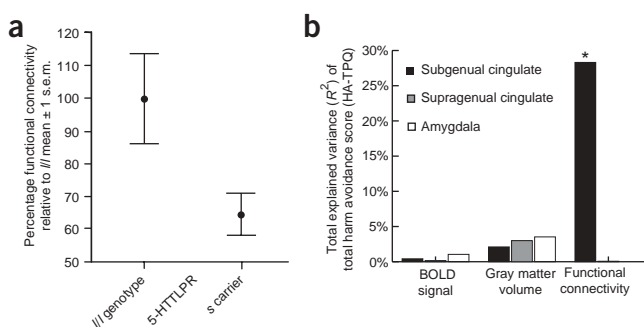 a
Percentage functional connectivity
relative to l/l mean ± 1 s.e.m.
120
110
100
90
80
70
60
50
l/l genotype
5-HTTLPR
s carrier
b
Total explained variance (R²) of
total harm avoidance score (HA-TPQ)
30%
25%
20%
15%
10%
5%
0%
Subgenual cingulate
Supragenual cingulate
Amygdala
*
BOLD
signal
Gray matter
volume
Functional
connectivity